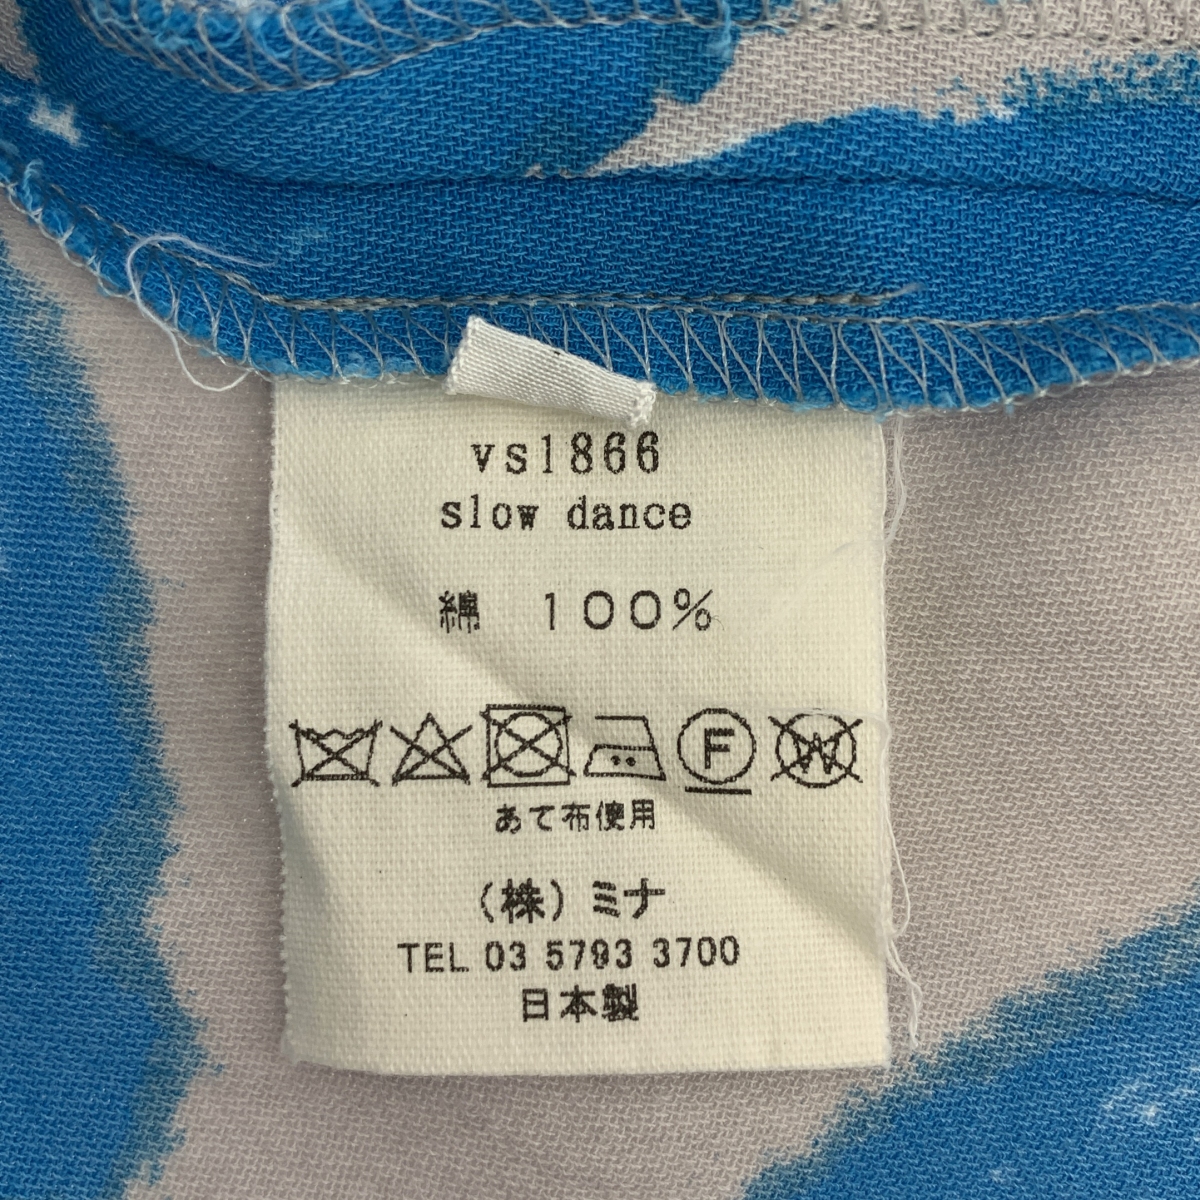 vs1866
slow dance
綿 100%
F W
あて布使用
(株)ミナ
TEL 03 5793 3700
日本製